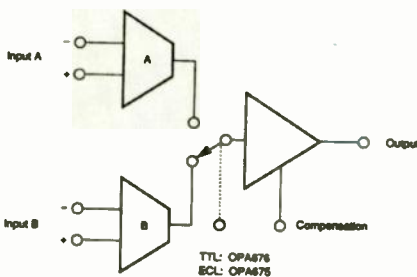 Input A
-
+
A
Output
Input B
-
+
B
Compensation
TTL: OPA676
ECL: OPA675